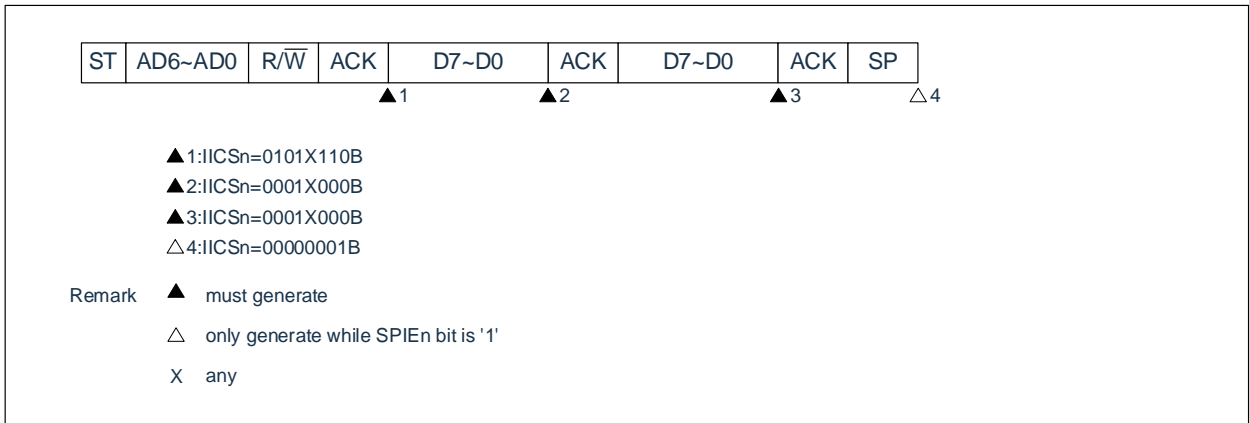 ST AD6~AD0 R/W̅ ACK D7~D0 ACK D7~D0 ACK SP
▲1 ▲2 ▲3 △4
▲1:IICSn=0101X110B
▲2:IICSn=0001X000B
▲3:IICSn=0001X000B
△4:IICSn=00000001B
Remark ▲ must generate
△ only generate while SPIEn bit is '1'
X any